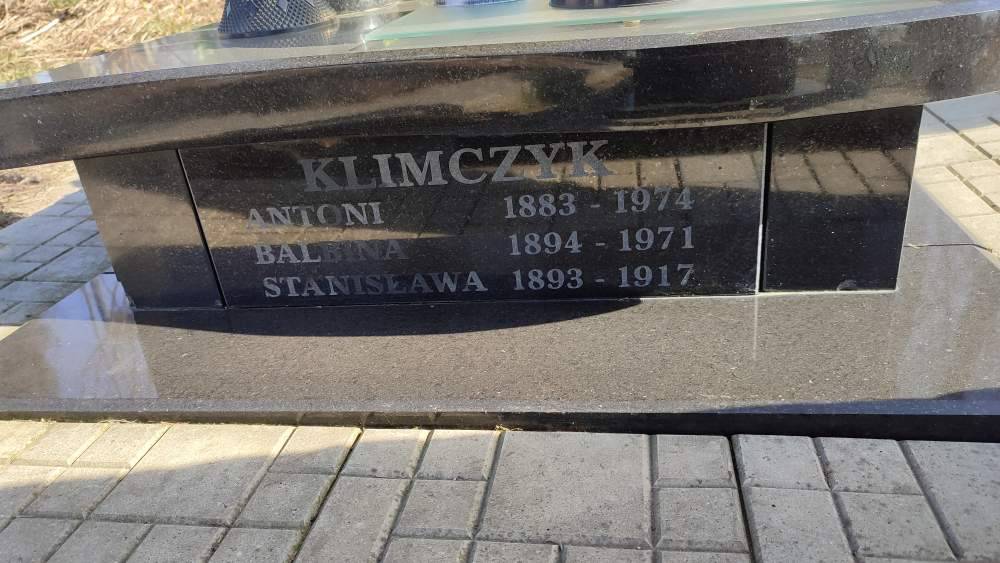 KLIMCZYK
ANTONI 1883 - 1974
BALBINA 1894 - 1971
STANISŁAWA 1893 - 1917